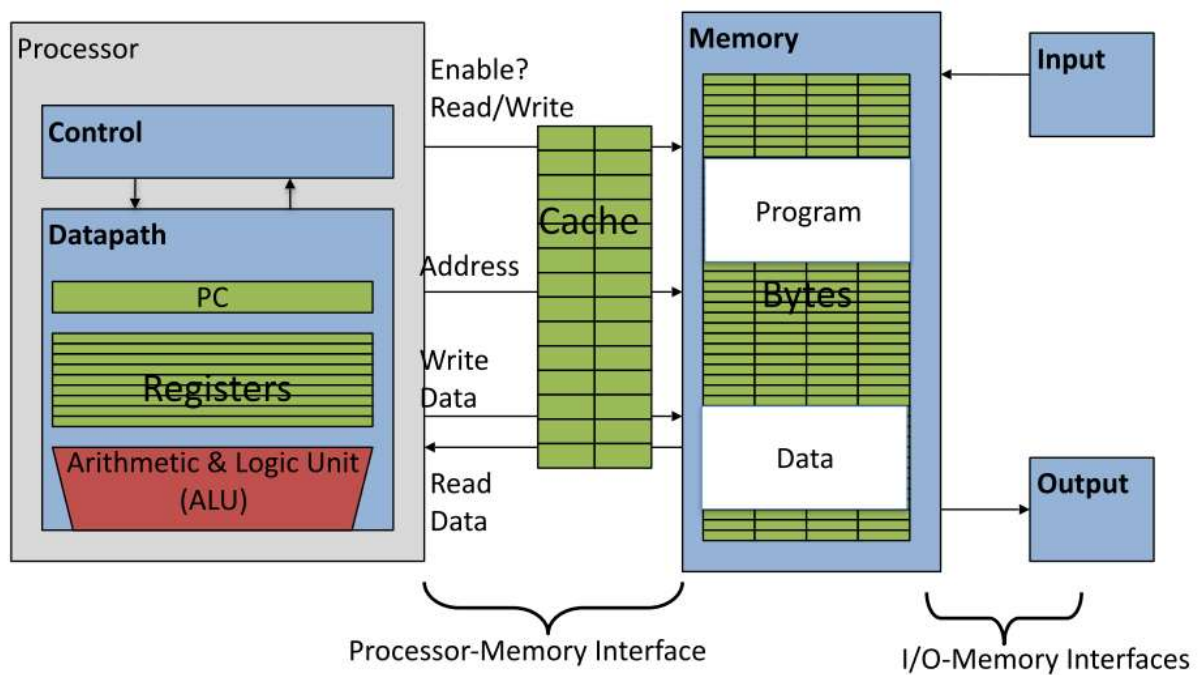 Processor
Control
Datapath
PC
Registers
Arithmetic & Logic Unit
(ALU)
Enable?
Read/Write
Cache
Address
Write
Data
Read
Data
Memory
Program
Bytes
Data
Input
Output
Processor-Memory Interface
I/O-Memory Interfaces